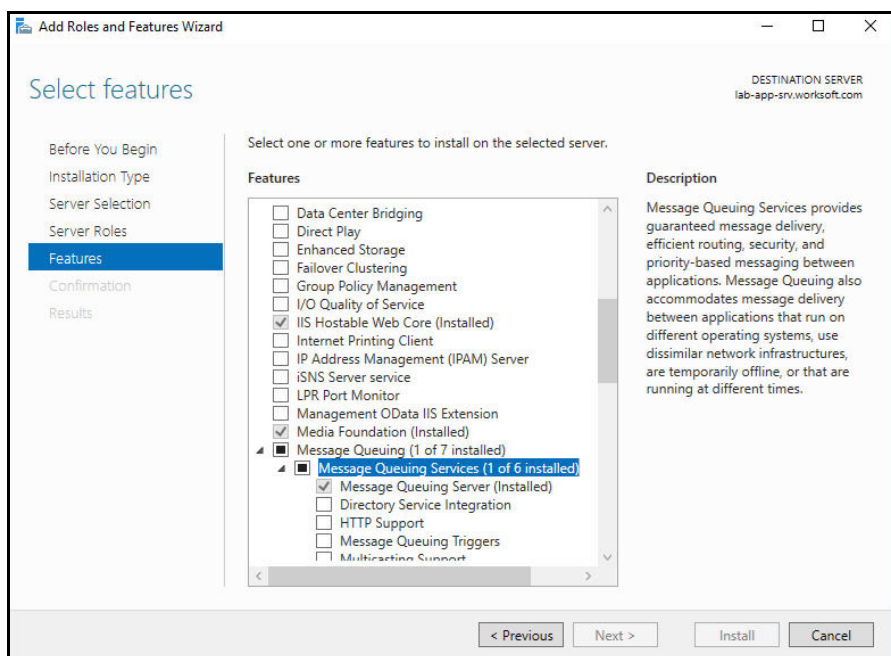 Add Roles and Features Wizard
Select features
DESTINATION SERVER
lab-app-srv.worksoft.com
Before You Begin
Installation Type
Server Selection
Server Roles
Features
Confirmation
Results
Select one or more features to install on the selected server.
Features
Data Center Bridging
Direct Play
Enhanced Storage
Failover Clustering
Group Policy Management
I/O Quality of Service
IIS Hostable Web Core (Installed)
Internet Printing Client
IP Address Management (IPAM) Server
iSNS Server service
LPR Port Monitor
Management OData IIS Extension
Media Foundation (Installed)
Message Queuing (1 of 7 installed)
Message Queuing Services (1 of 6 installed)
Message Queuing Server (Installed)
Directory Service Integration
HTTP Support
Message Queuing Triggers
Multicasting Support
Description
Message Queuing Services provides
guaranteed message delivery,
efficient routing, security, and
priority-based messaging between
applications. Message Queuing also
accommodates message delivery
between applications that run on
different operating systems, use
dissimilar network infrastructures,
are temporarily offline, or that are
running at different times.
< Previous
Next >
Install
Cancel